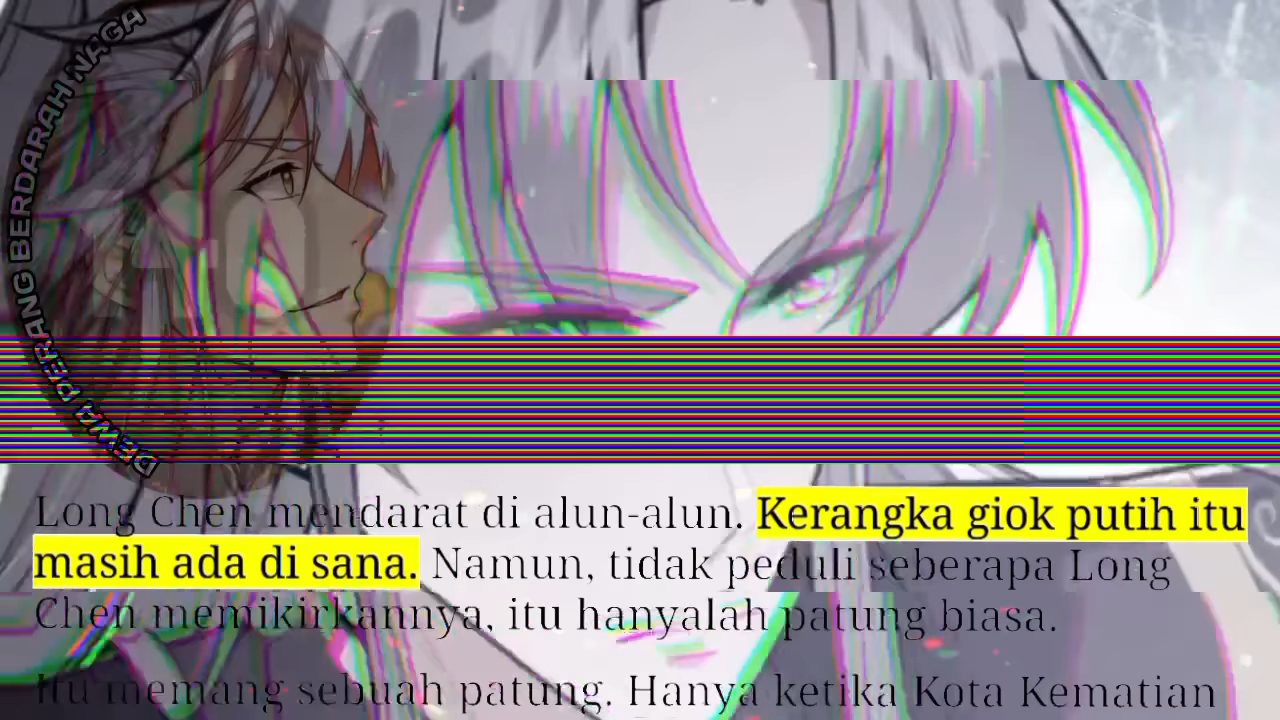 DEWA PERANG BERDARAH NAGA
Long Chen mendarat di alun-alun. Kerangka giok putih itu
masih ada di sana. Namun, tidak peduli seberapa Long
Chen memikirkannya, itu hanyalah patung biasa.
Itu memang sebuah patung. Hanya ketika Kota Kematian